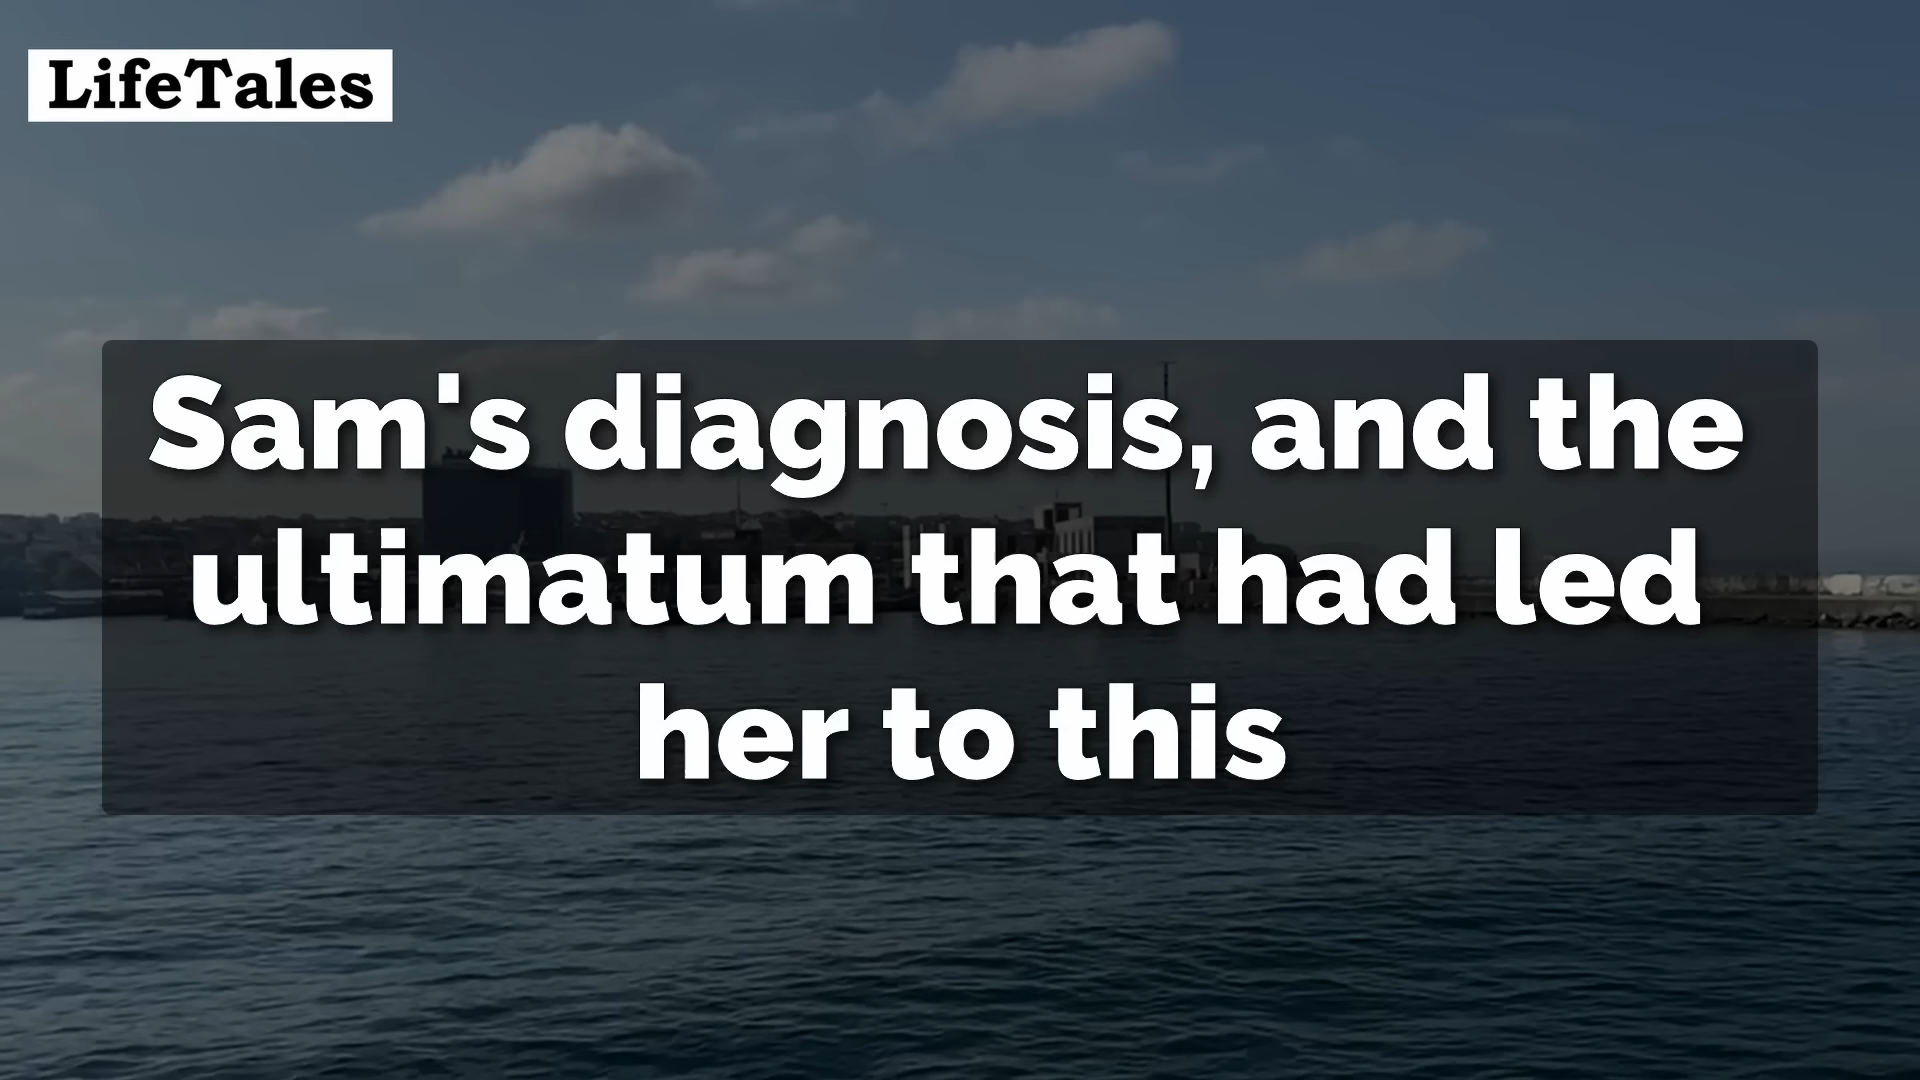 LifeTales
Sam's diagnosis, and the
ultimatum that had led
her to this